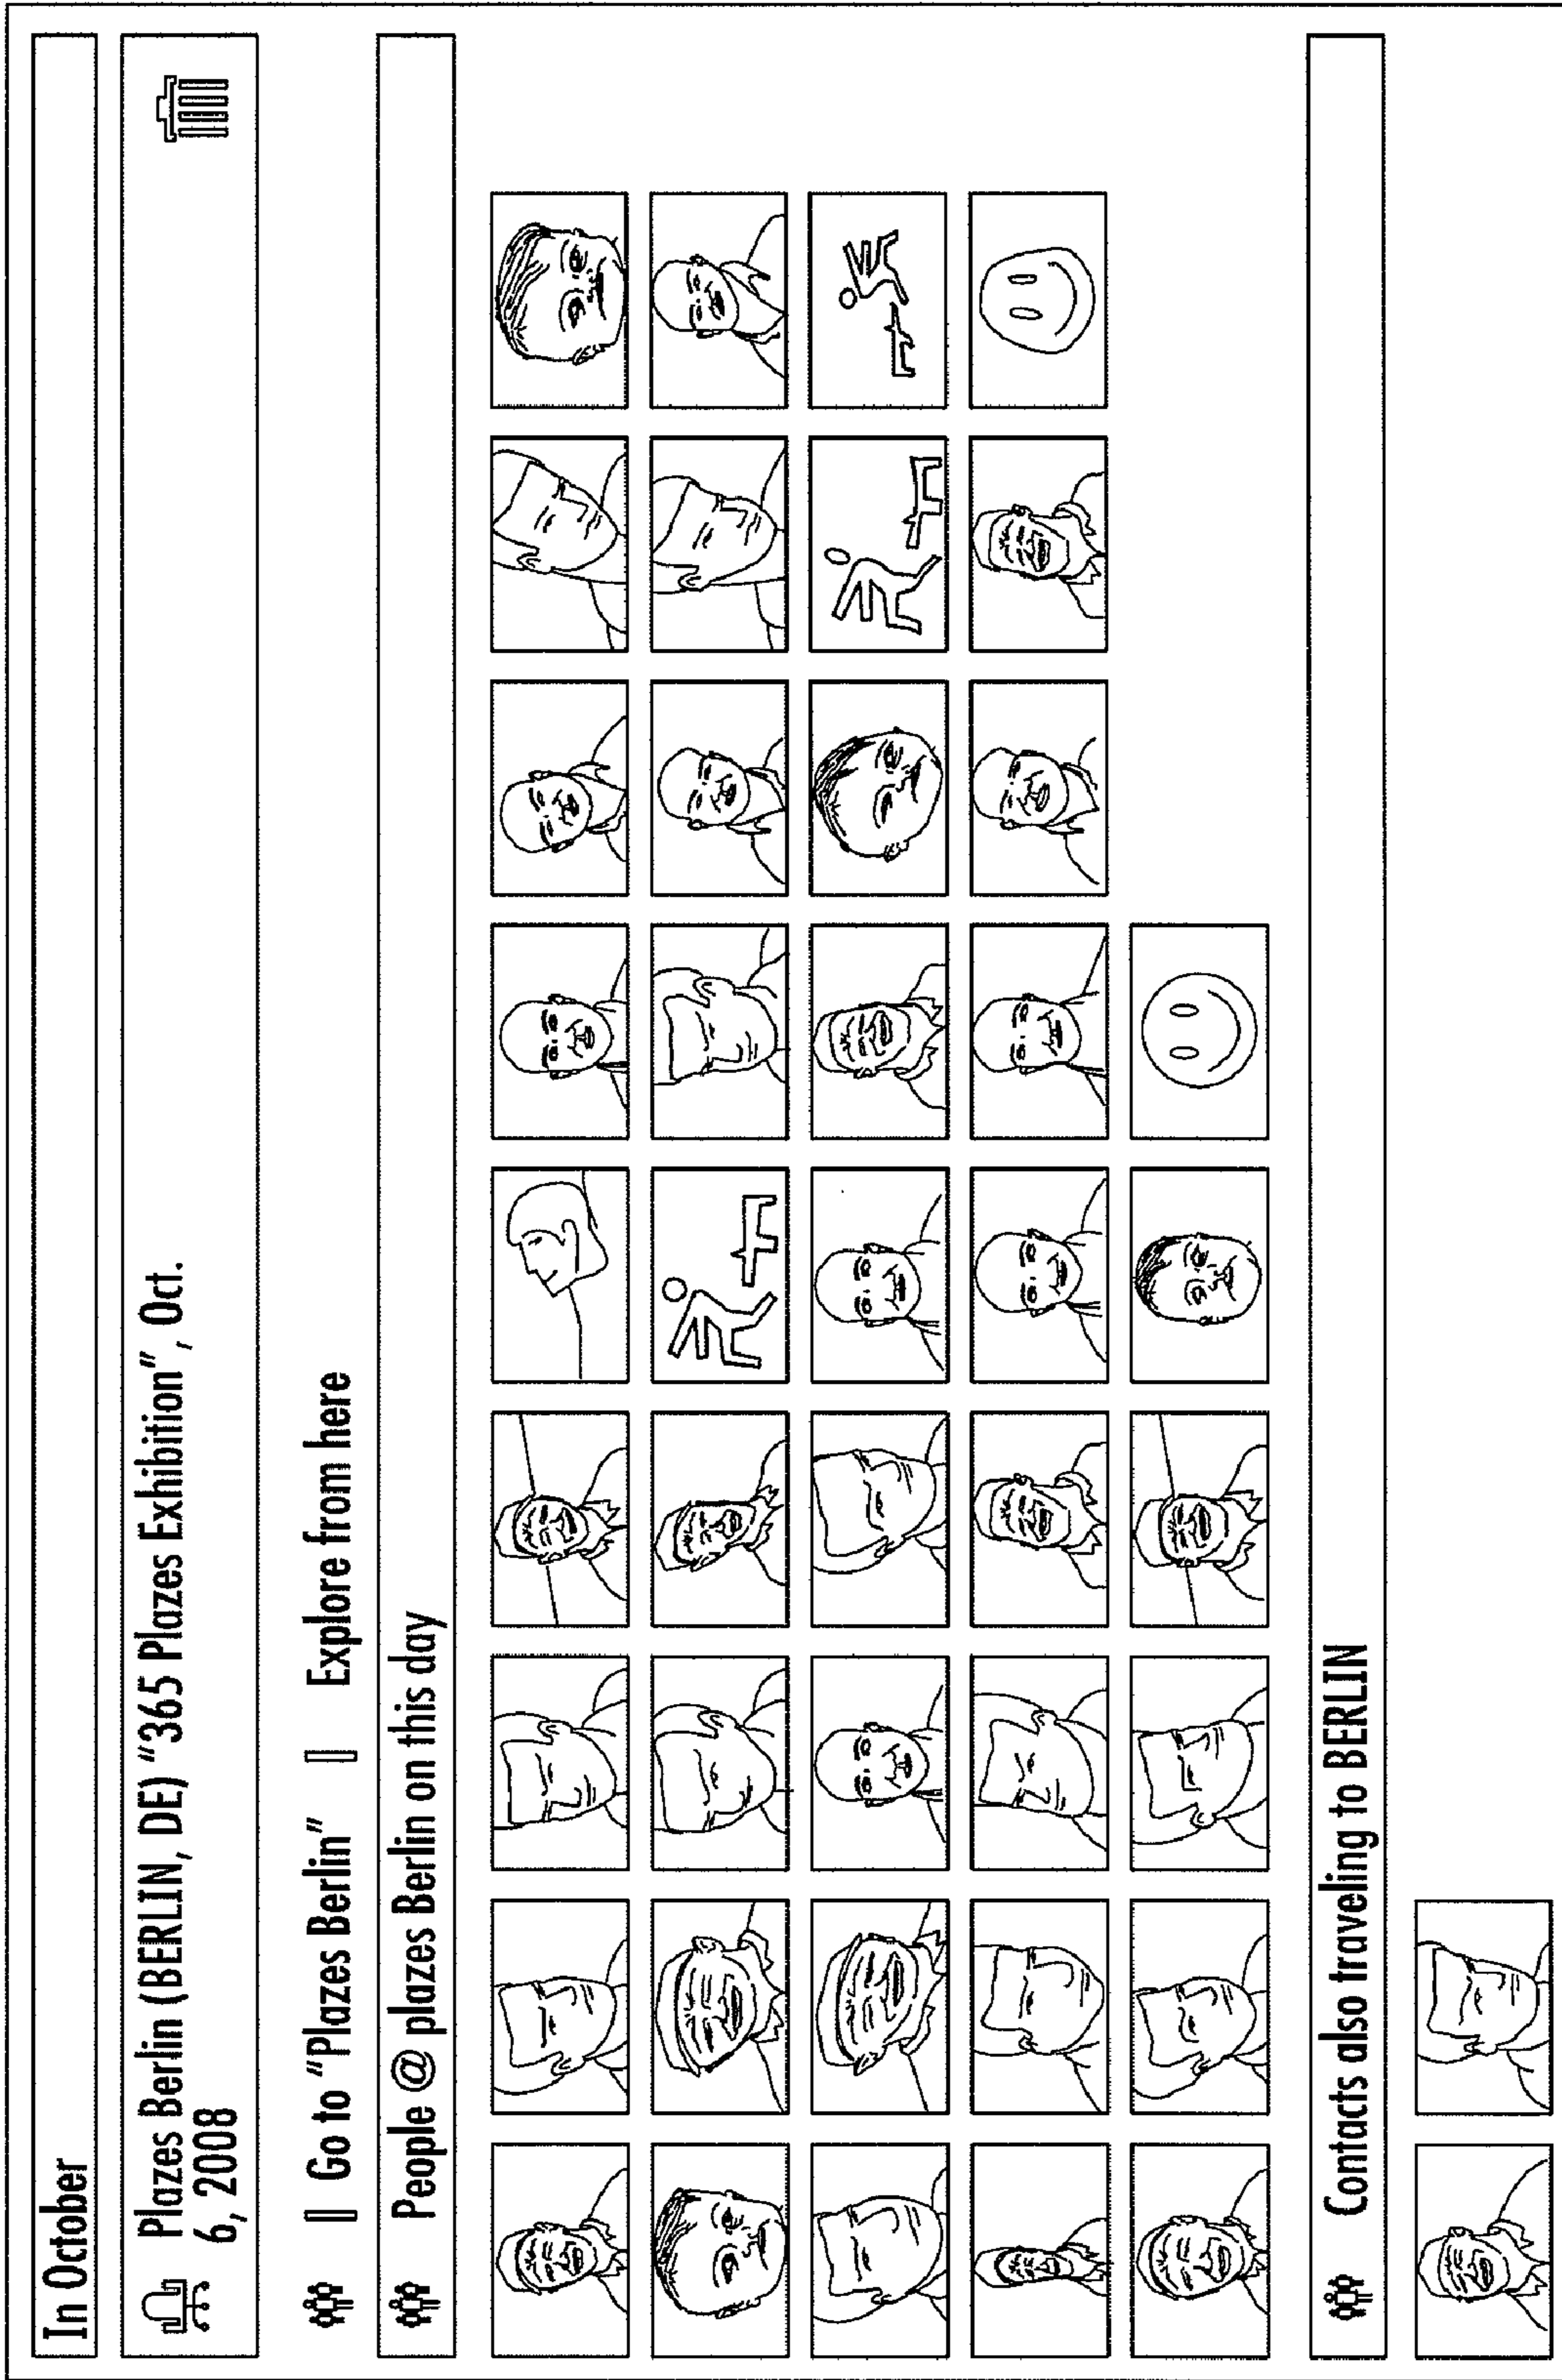 In October
Plazes Berlin (BERLIN, DE) "365 Plazes Exhibition", Oct.
6, 2008
Go to "Plazes Berlin"
Explore from here
People @ plazes Berlin on this day
Contacts also traveling to BERLIN